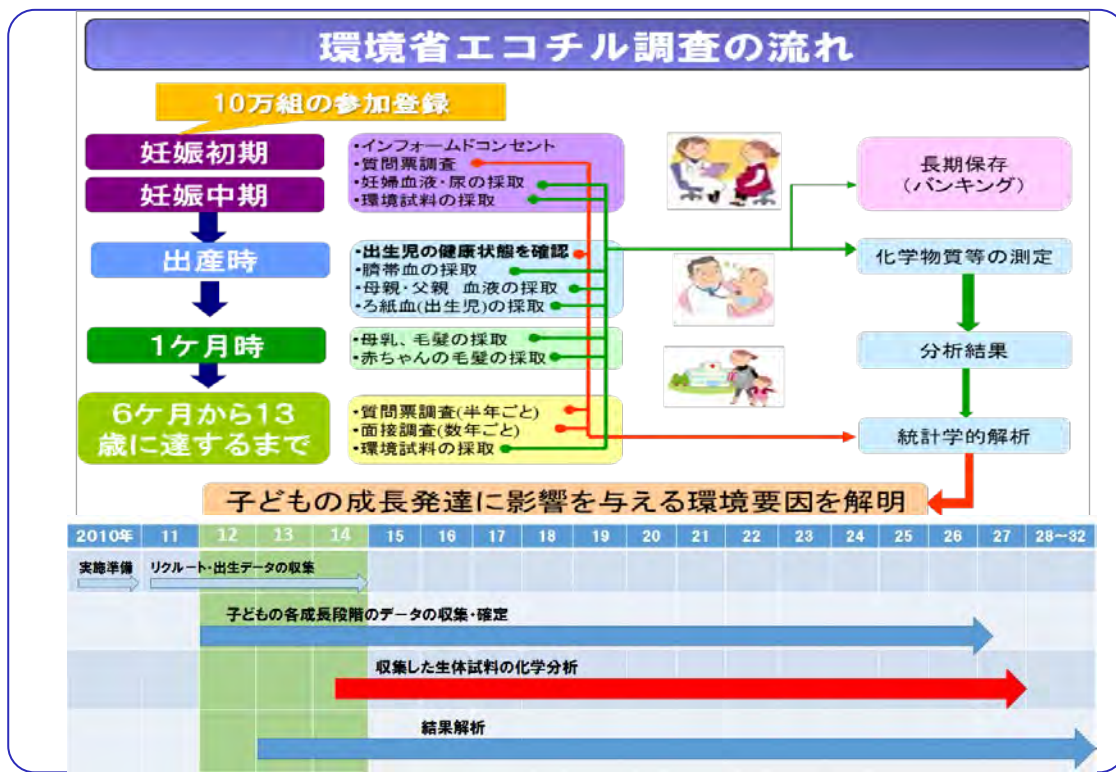 環境省エコチル調査の流れ
10万組の参加登録
妊娠初期
妊娠中期
出産時
1ケ月時
6ケ月から13
歳に達するまで
・インフォームドコンセント
・質問票調査
・妊婦血液・尿の採取
・環境試料の採取
・出生児の健康状態を確認
・臍帯血の採取
・母親・父親 血液の採取
・ろ紙血(出生児)の採取
・母乳、毛髪の採取
・赤ちゃんの毛髪の採取
・質問票調査(半年ごと)
・面接調査(数年ごと)
・環境試料の採取
長期保存
(バンキング)
化学物質等の測定
分析結果
統計学的解析
子どもの成長発達に影響を与える環境要因を解明
2010年 11 12 13 14 15 16 17 18 19 20 21 22 23 24 25 26 27 28～32
実施準備 リクルート・出生データの収集
子どもの各成長段階のデータの収集・確定
収集した生体試料の化学分析
結果解析